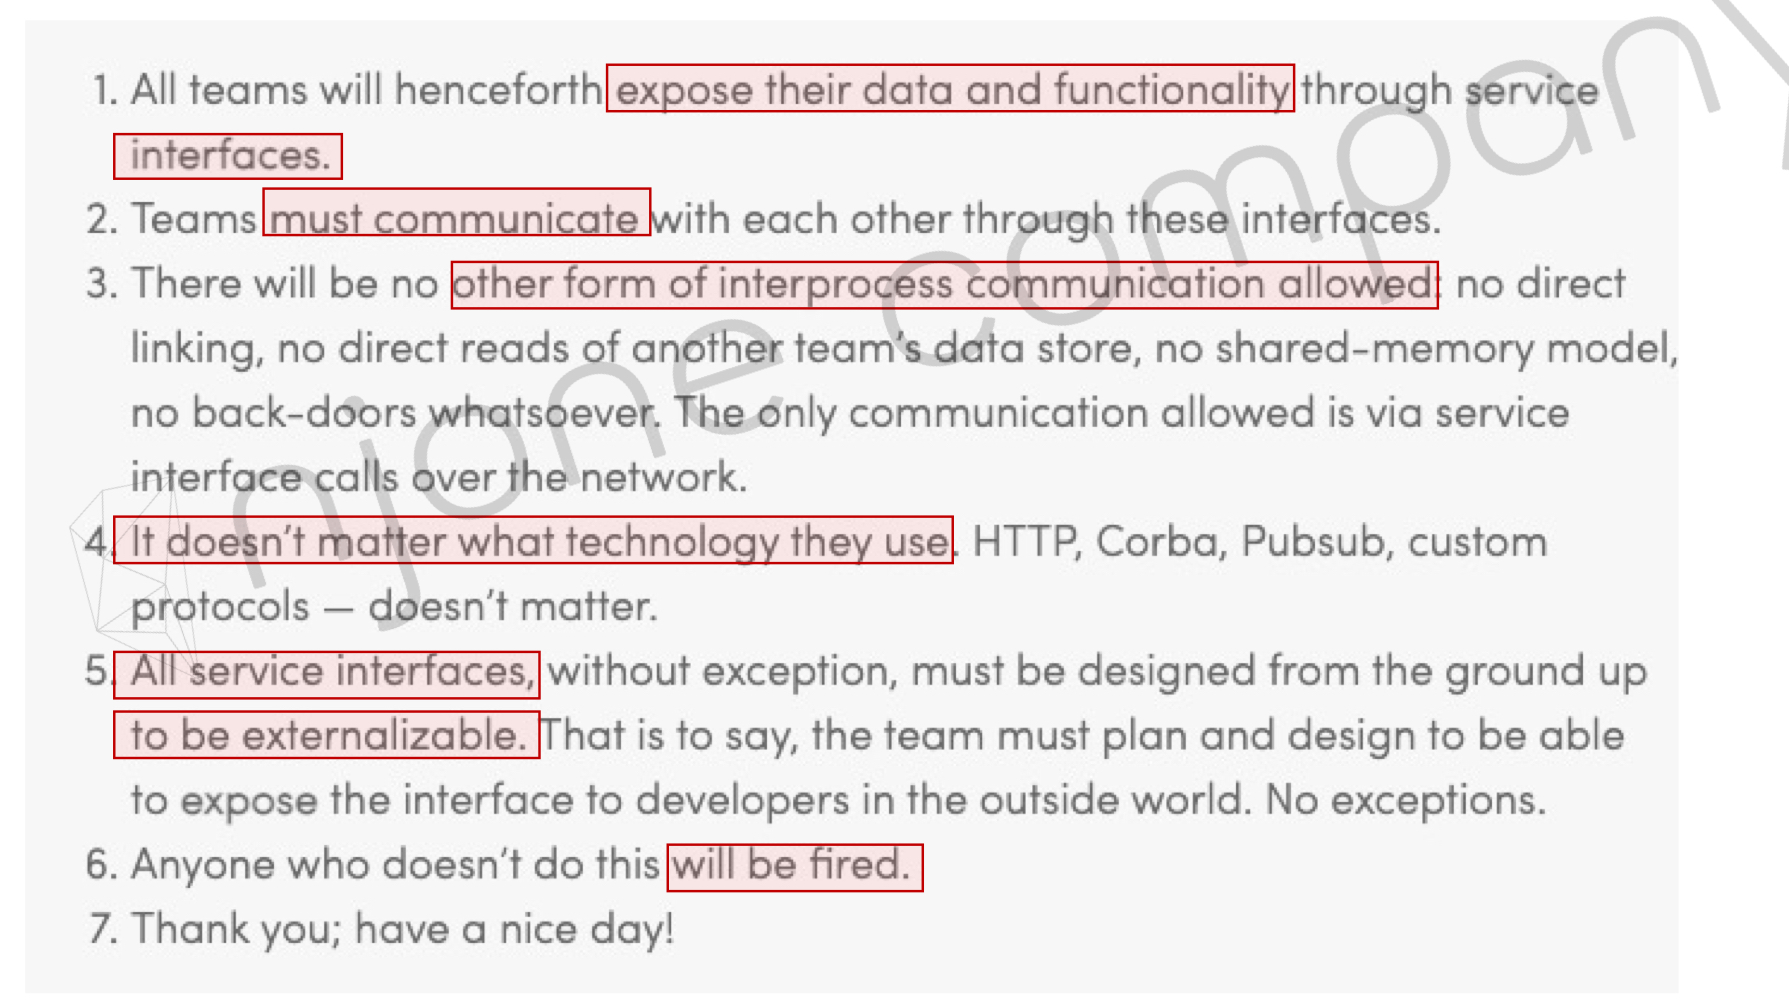 1. All teams will henceforth expose their data and functionality through service
interfaces.
2. Teams must communicate with each other through these interfaces.
3. There will be no other form of interprocess communication allowed: no direct
linking, no direct reads of another team's data store, no shared-memory model,
no back-doors whatsoever. The only communication allowed is via service
interface calls over the network.
4. It doesn't matter what technology they use. HTTP, Corba, Pubsub, custom
protocols — doesn't matter.
5. All service interfaces, without exception, must be designed from the ground up
to be externalizable. That is to say, the team must plan and design to be able
to expose the interface to developers in the outside world. No exceptions.
6. Anyone who doesn't do this will be fired.
7. Thank you; have a nice day!
njone company